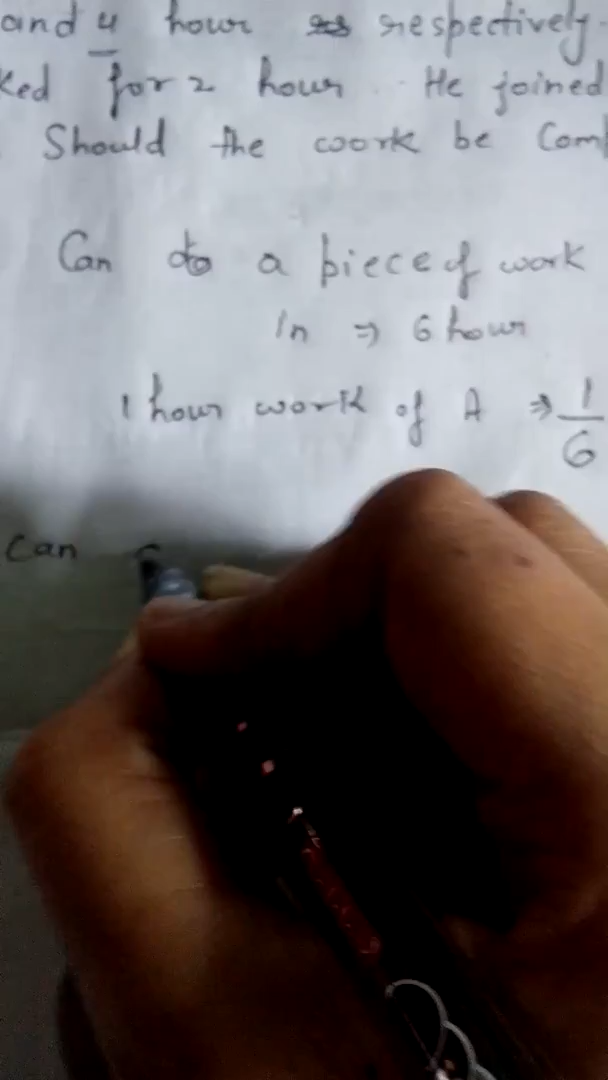 and 4 hour respectively.
ked for 2 hour. He joined
Should the work be Com
Can do a piece of work
in ⇒ 6 hour
1 hour work of A ⇒ 1/6
can